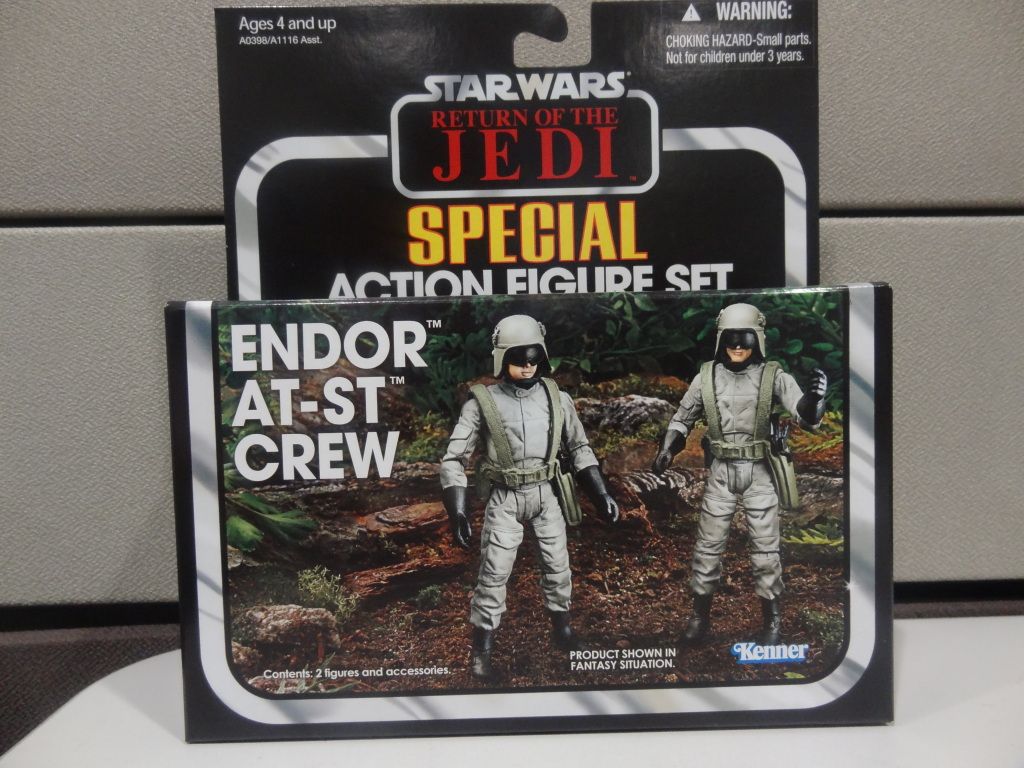 Ages 4 and up
A0398/A1116 Asst.
WARNING:
CHOKING HAZARD-Small parts.
Not for children under 3 years.
STAR WARS
RETURN OF THE
JEDI
SPECIAL
ACTION FIGURE SET
ENDOR™
AT-ST™
CREW
PRODUCT SHOWN IN
FANTASY SITUATION.
Kenner
Contents: 2 figures and accessories.